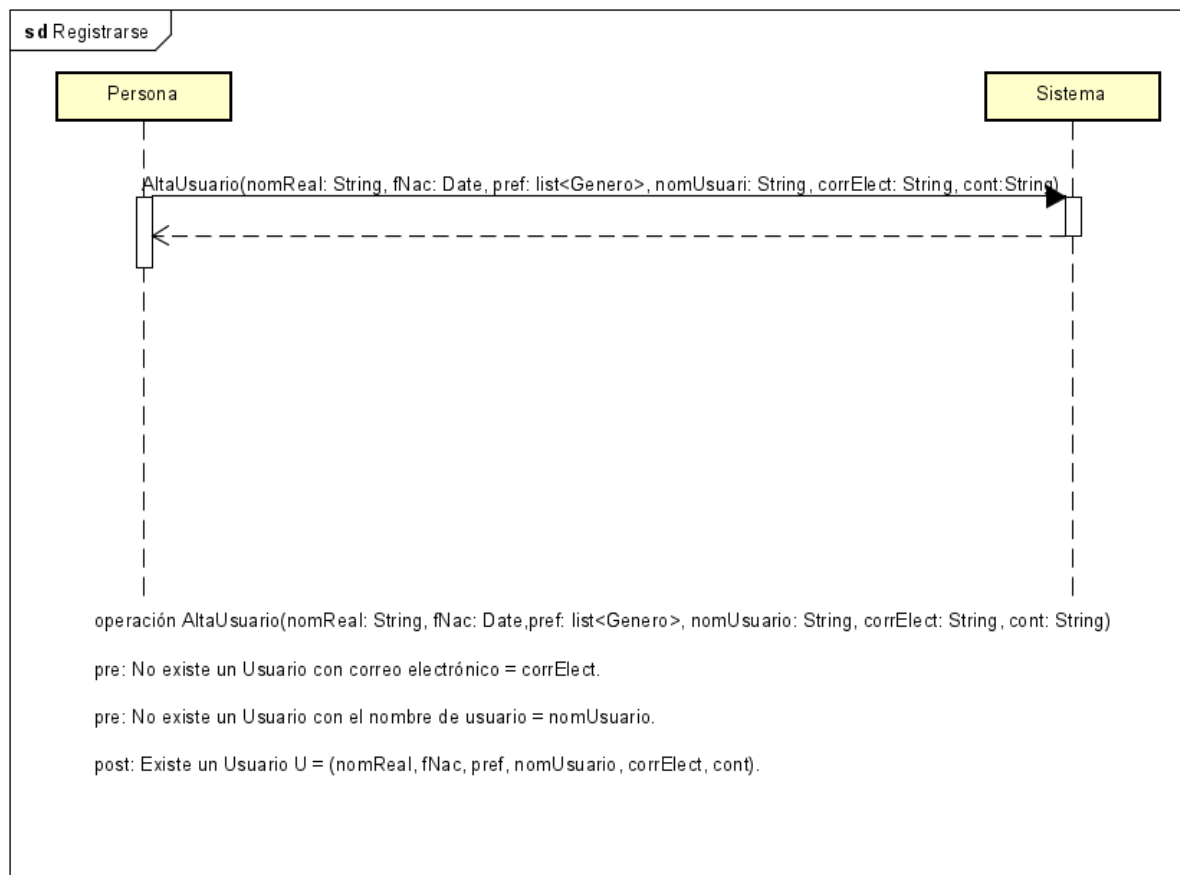 sd Registrarse
Persona
Sistema
AltaUsuario(nomReal: String, fNac: Date, pref: list<Genero>, nomUsuari: String, corrElect: String, cont:String)
operación AltaUsuario(nomReal: String, fNac: Date,pref: list<Genero>, nomUsuario: String, corrElect: String, cont: String)
pre: No existe un Usuario con correo electrónico = corrElect.
pre: No existe un Usuario con el nombre de usuario = nomUsuario.
post: Existe un Usuario U = (nomReal, fNac, pref, nomUsuario, corrElect, cont).